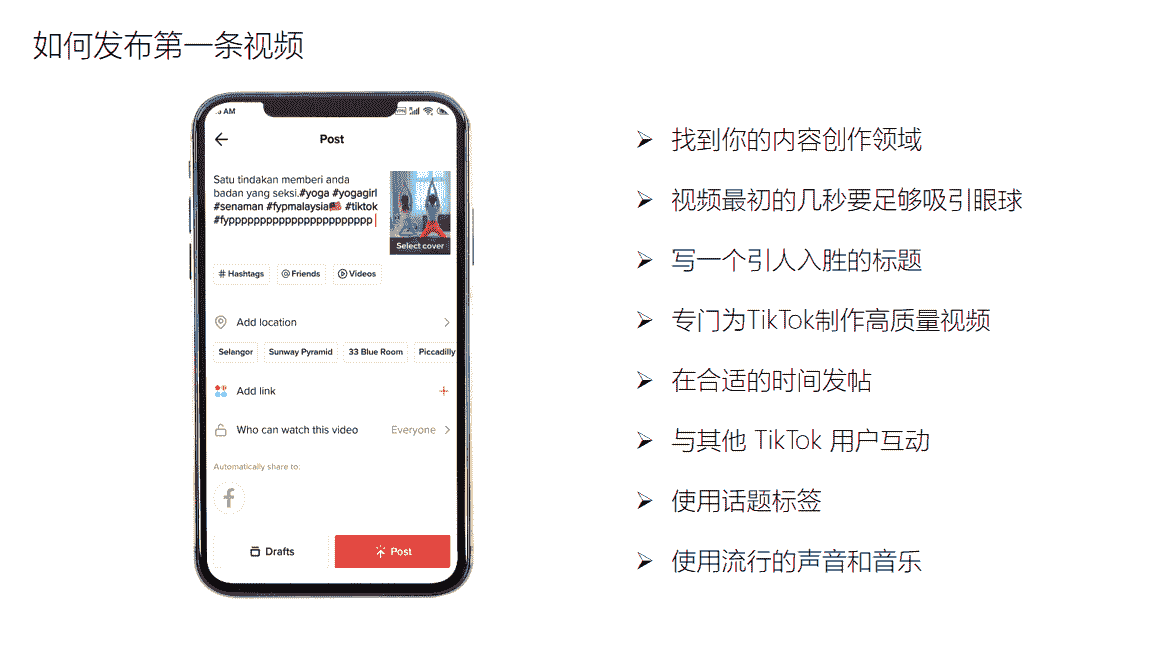 如何发布第一条视频
Post
Satu tindakan memberi anda
badan yang seksi.#yoga #yogagirl
#senaman #fypmalaysia🇲🇾 #tiktok
#fyppppppppppppppppppppppp
Select cover
# Hashtags
@ Friends
Videos
Add location
Selangor
Sunway Pyramid
33 Blue Room
Piccadilly
Add link
Who can watch this video
Everyone
Automatically share to:
Drafts
Post
找到你的内容创作领域
视频最初的几秒要足够吸引眼球
写一个引人入胜的标题
专门为TikTok制作高质量视频
在合适的时间发帖
与其他 TikTok 用户互动
使用话题标签
使用流行的声音和音乐